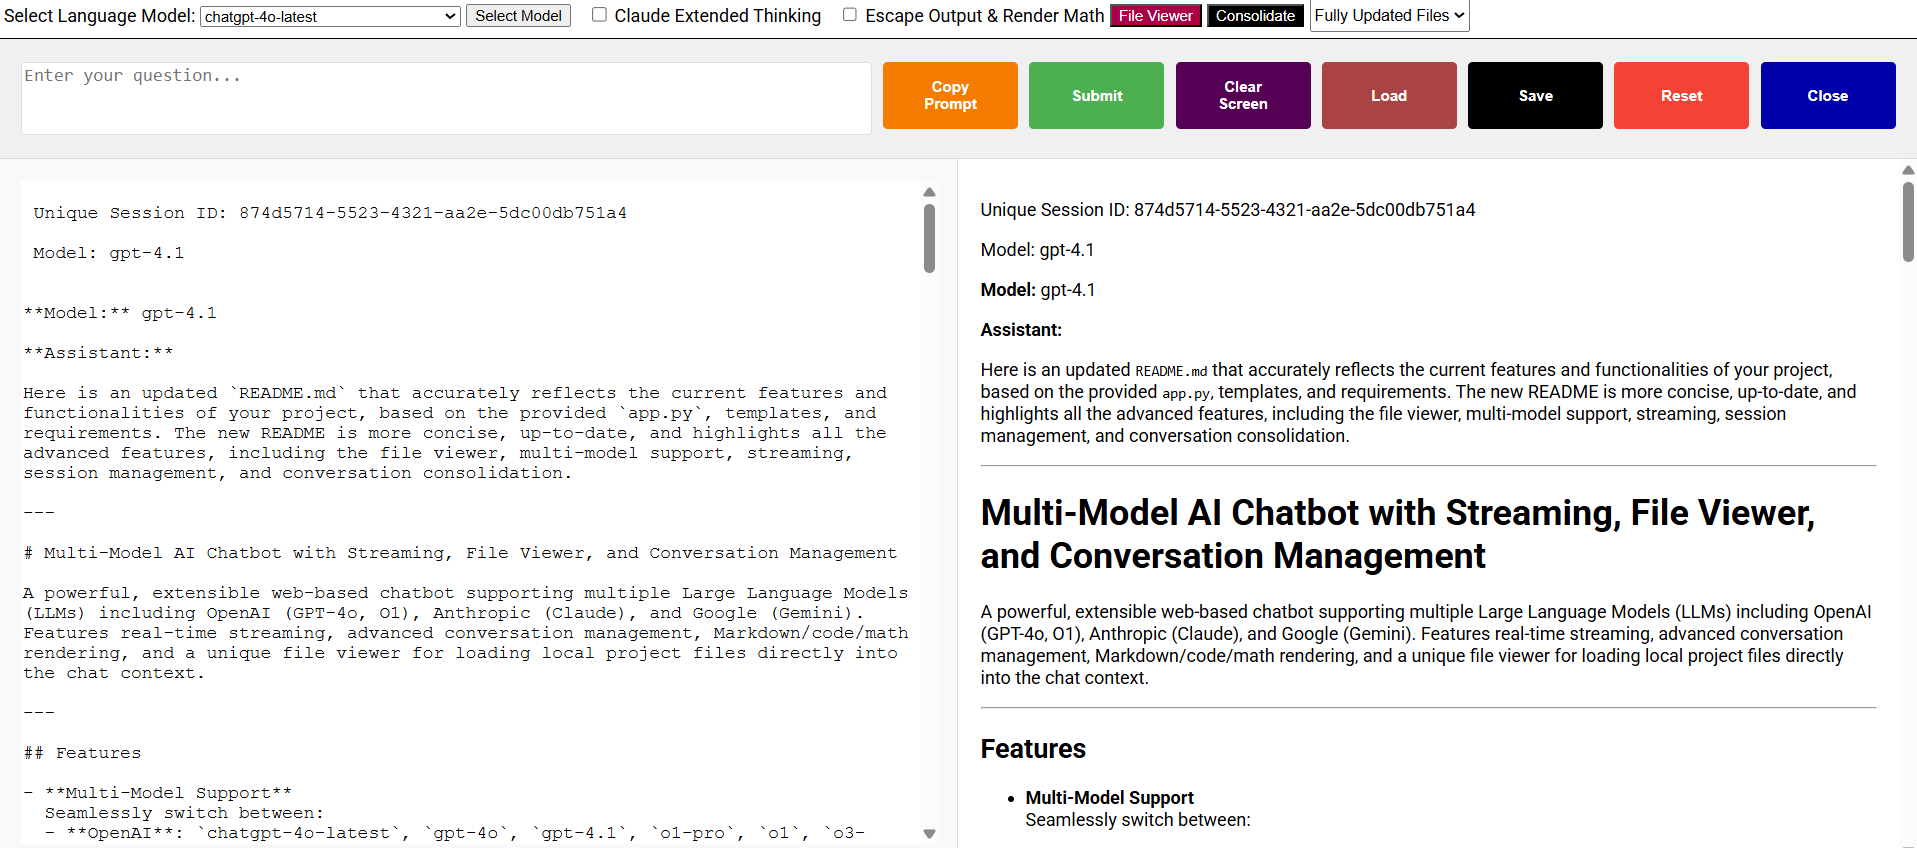 Select Language Model: chatgpt-4o-latest Select Model Claude Extended Thinking Escape Output & Render Math File Viewer Consolidate Fully Updated Files
Enter your question...
Copy
Prompt
Submit
Clear
Screen
Load
Save
Reset
Close
Unique Session ID: 874d5714-5523-4321-aa2e-5dc00db751a4
Model: gpt-4.1
**Model:** gpt-4.1
**Assistant:**
Here is an updated `README.md` that accurately reflects the current features and
functionalities of your project, based on the provided `app.py`, templates, and
requirements. The new README is more concise, up-to-date, and highlights all the
advanced features, including the file viewer, multi-model support, streaming,
session management, and conversation consolidation.
---
# Multi-Model AI Chatbot with Streaming, File Viewer, and Conversation Management
A powerful, extensible web-based chatbot supporting multiple Large Language Models
(LLMs) including OpenAI (GPT-4o, O1), Anthropic (Claude), and Google (Gemini).
Features real-time streaming, advanced conversation management, Markdown/code/math
rendering, and a unique file viewer for loading local project files directly into
the chat context.
---
## Features
- **Multi-Model Support**
Seamlessly switch between:
- **OpenAI**: `chatgpt-4o-latest`, `gpt-4o`, `gpt-4.1`, `o1-pro`, `o1`, `o3-
Unique Session ID: 874d5714-5523-4321-aa2e-5dc00db751a4
Model: gpt-4.1
Model: gpt-4.1
Assistant:
Here is an updated README.md that accurately reflects the current features and functionalities of your project,
based on the provided app.py, templates, and requirements. The new README is more concise, up-to-date, and
highlights all the advanced features, including the file viewer, multi-model support, streaming, session
management, and conversation consolidation.
Multi-Model AI Chatbot with Streaming, File Viewer,
and Conversation Management
A powerful, extensible web-based chatbot supporting multiple Large Language Models (LLMs) including OpenAI
(GPT-4o, O1), Anthropic (Claude), and Google (Gemini). Features real-time streaming, advanced conversation
management, Markdown/code/math rendering, and a unique file viewer for loading local project files directly
into the chat context.
Features
• Multi-Model Support
Seamlessly switch between: